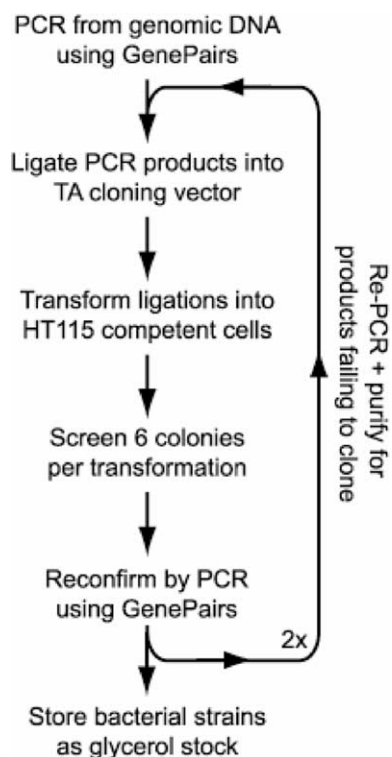 PCR from genomic DNA
using GenePairs
Ligate PCR products into
TA cloning vector
Transform ligations into
HT115 competent cells
Screen 6 colonies
per transformation
Reconfirm by PCR
using GenePairs
2x
Re-PCR + purify for
products failing to clone
Store bacterial strains
as glycerol stock